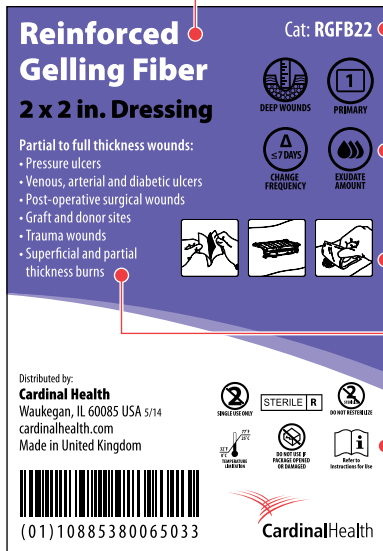 Reinforced
Gelling Fiber
2 x 2 in. Dressing
Cat: RGFB22
DEEP WOUNDS
1
PRIMARY
Δ
≤7 DAYS
CHANGE
FREQUENCY
EXUDATE
AMOUNT
Partial to full thickness wounds:
• Pressure ulcers
• Venous, arterial and diabetic ulcers
• Post-operative surgical wounds
• Graft and donor sites
• Trauma wounds
• Superficial and partial
thickness burns
Distributed by:
Cardinal Health
Waukegan, IL 60085 USA 5/14
cardinalhealth.com
Made in United Kingdom
2
SINGLE USE ONLY
STERILE R
2
DO NOT RESTERILIZE
TEMPERATURE
LIMITATION
DO NOT USE IF
PACKAGE OPENED
OR DAMAGED
i
Refer to
Instructions for Use
(01)10885380065033
CardinalHealth